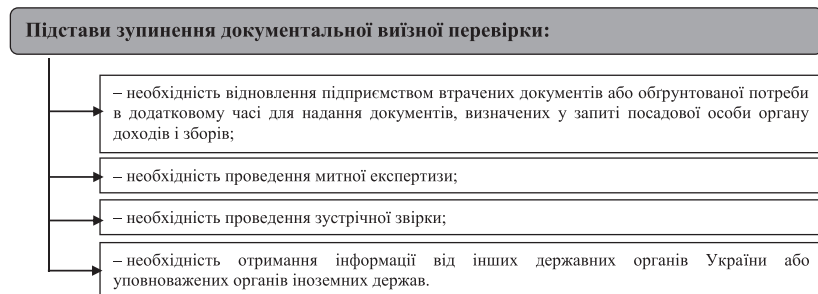 Підстави зупинення документальної виїзної перевірки:
– необхідність відновлення підприємством втрачених документів або обґрунтованої потреби
в додатковому часі для надання документів, визначених у запиті посадової особи органу
доходів і зборів;
– необхідність проведення митної експертизи;
– необхідність проведення зустрічної звірки;
– необхідність отримання інформації від інших державних органів України або
уповноважених органів іноземних держав.